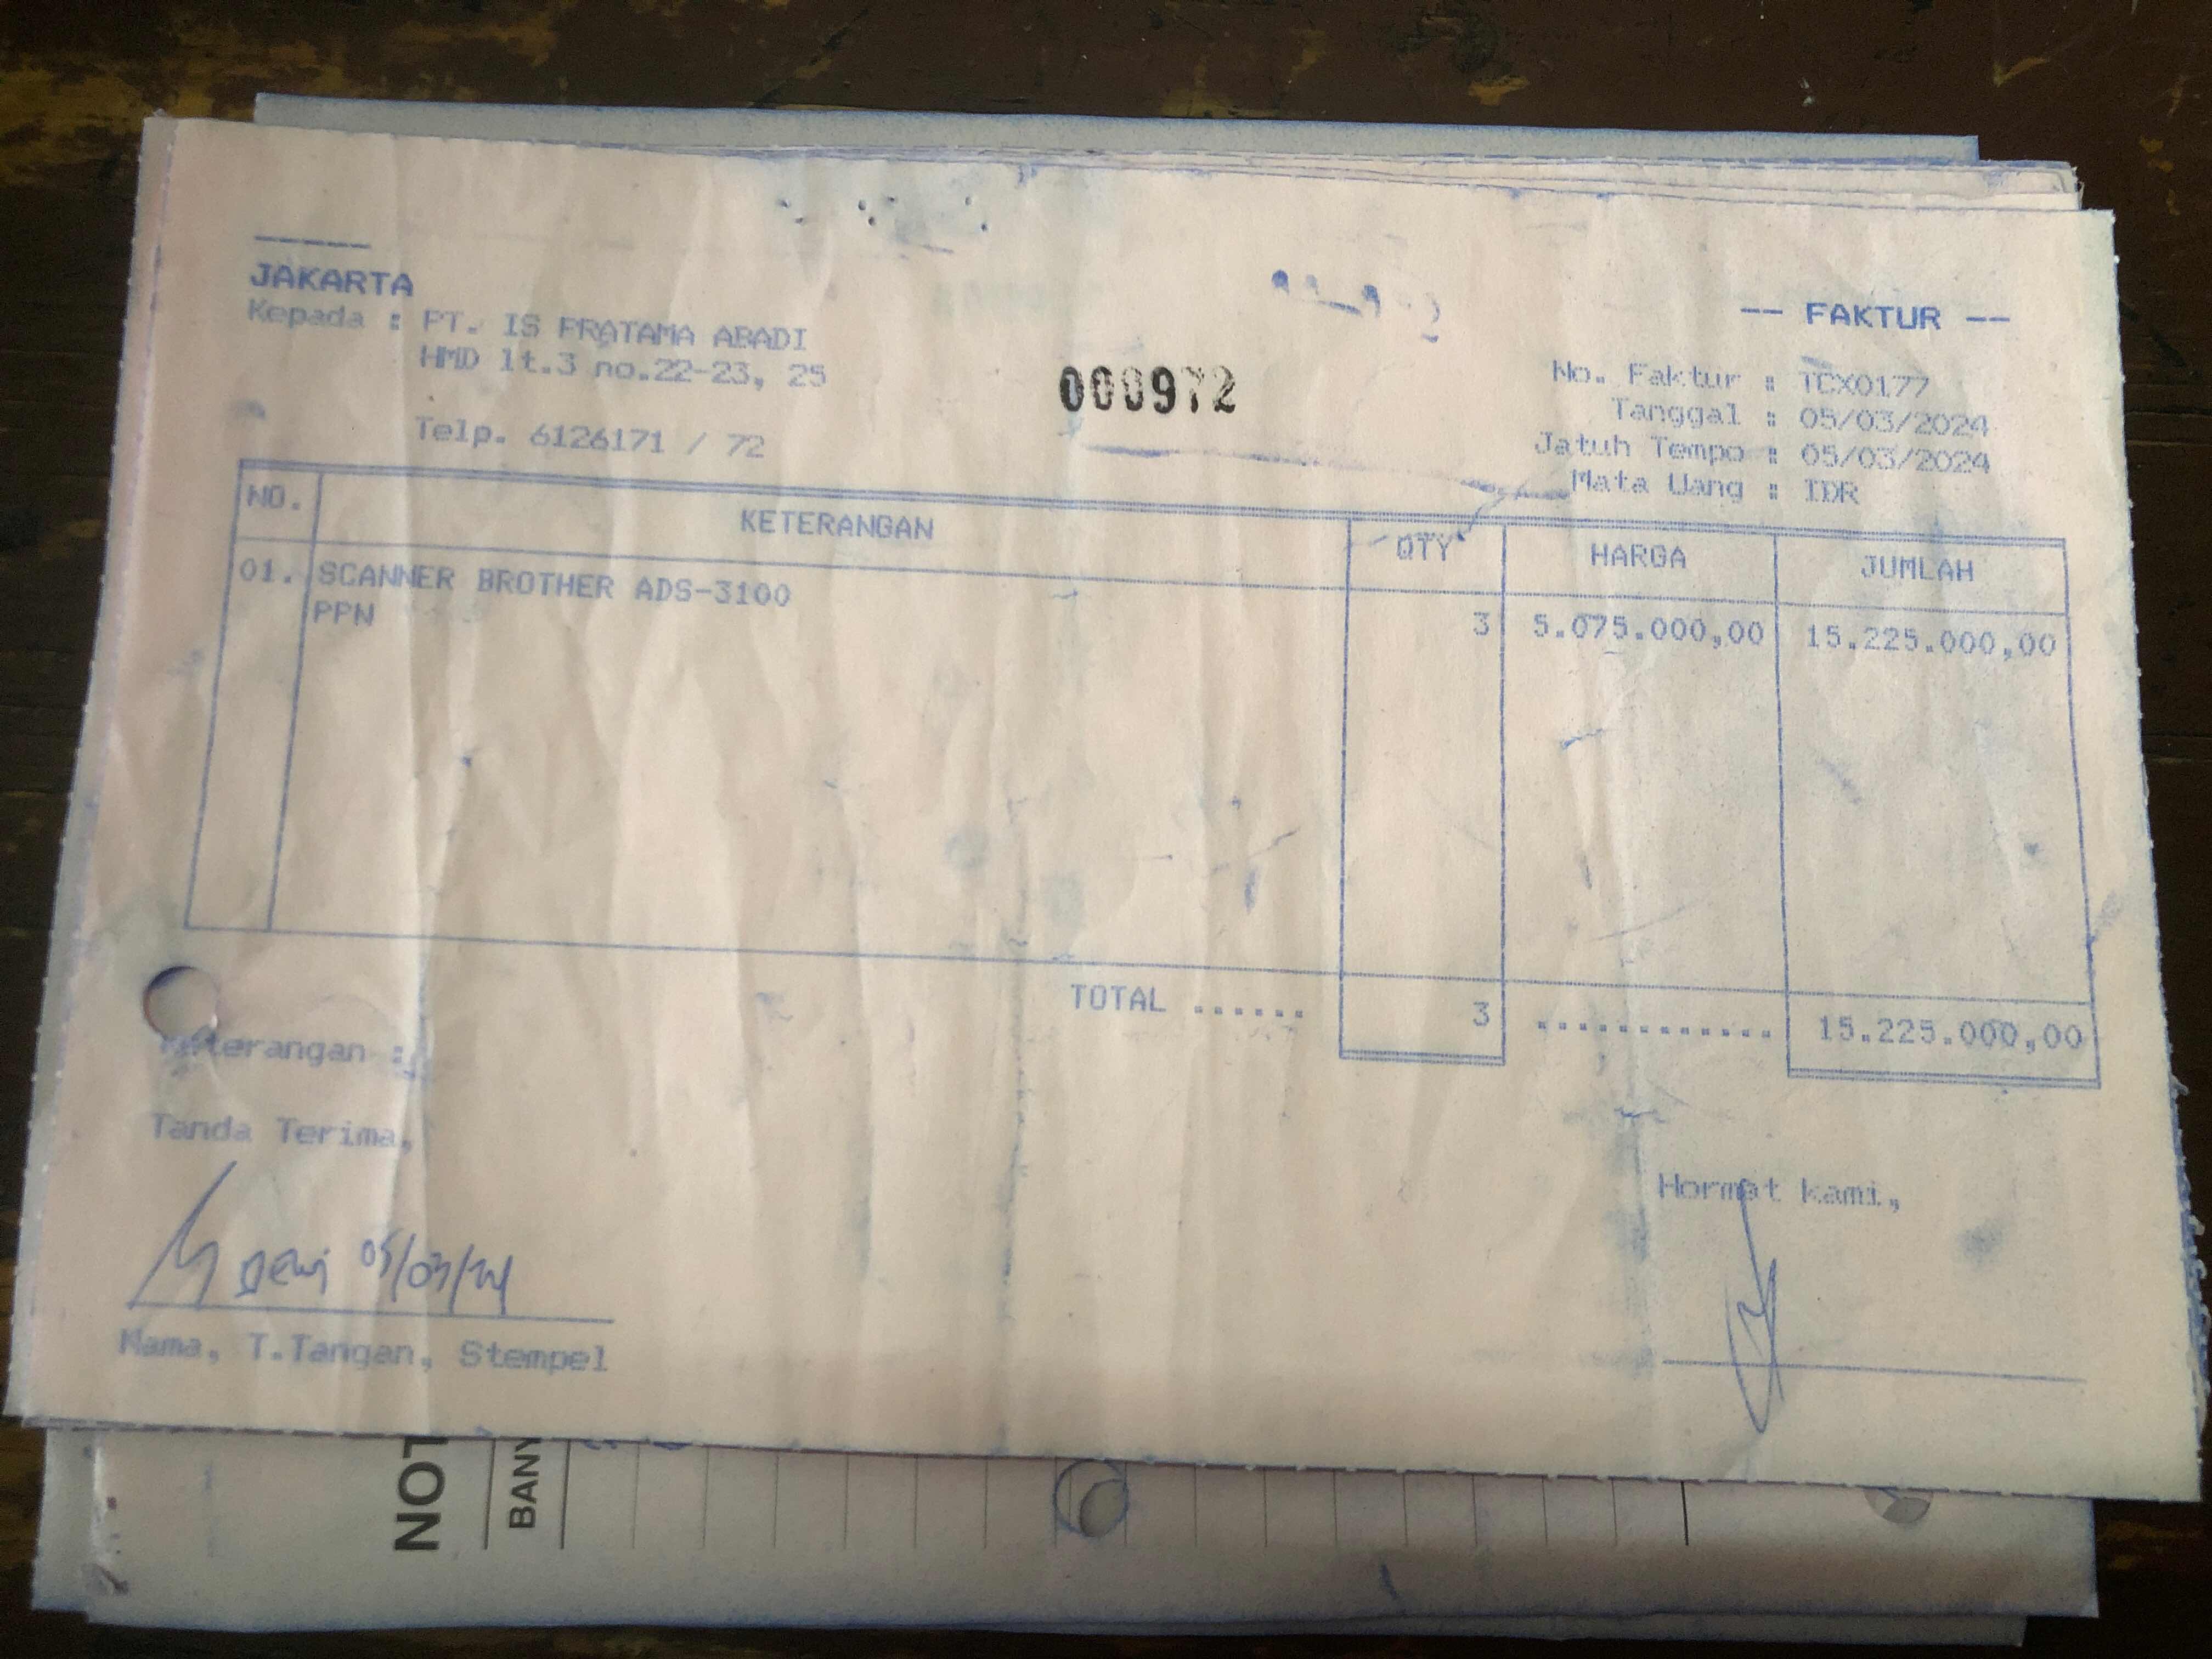 JAKARTA
Kepada : PT. IS PRATAMA ABADI
HMD lt.3 no.22-23, 25
Telp. 6126171 / 72
000972
-- FAKTUR --
No. Faktur : TCX0177
Tanggal : 05/03/2024
Jatuh Tempo : 05/03/2024
Mata Uang : IDR
NO. KETERANGAN QTY HARGA JUMLAH
01. SCANNER BROTHER ADS-3100 3 5.075.000,00 15.225.000,00
PPN
TOTAL ...... 3 ............ 15.225.000,00
Keterangan :
Tanda Terima,
Hormat kami,
Dewi 05/03/24
Nama, T.Tangan, Stempel
NOT
BANY